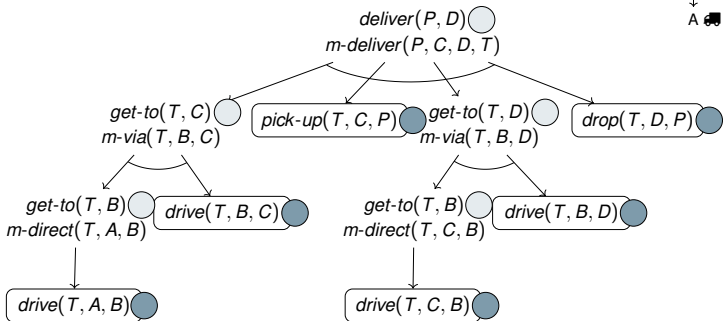 deliver(P, D)
A
m-deliver(P, C, D, T)
get-to(T, C)
m-via(T, B, C)
pick-up(T, C, P)
get-to(T, D)
m-via(T, B, D)
drop(T, D, P)
get-to(T, B)
m-direct(T, A, B)
drive(T, B, C)
get-to(T, B)
m-direct(T, C, B)
drive(T, B, D)
drive(T, A, B)
drive(T, C, B)